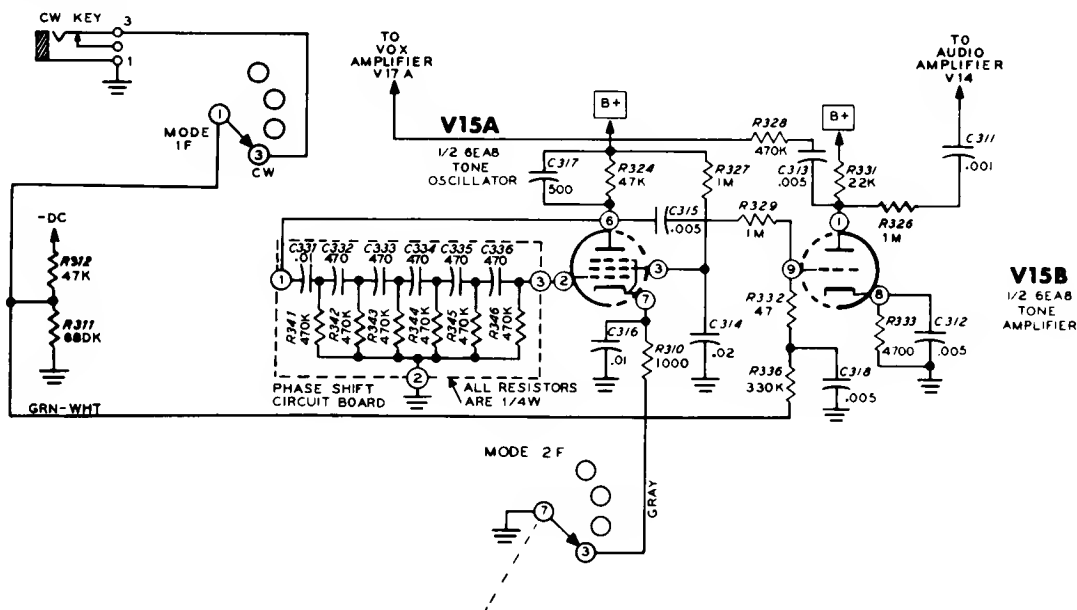 CW KEY
3
1
1
MODE
1F
3
CW
TO
VOX
AMPLIFIER
V17A
V15A
1/2 6EA8
TONE
OSCILLATOR
B+
C317
500
R324
47K
R327
1M
R328
470K
C313
.005
B+
R331
22K
TO
AUDIO
AMPLIFIER
V14
C311
.001
R326
1M
6
C315
.005
R329
1M
1
9
8
V15B
1/2 6EA8
TONE
AMPLIFIER
-DC
R312
47K
R311
680K
GRN-WHT
1
C331
.01
C332
470
C333
470
C334
470
C335
470
C336
470
3
2
3
7
R341
470K
R342
470K
R343
470K
R344
470K
R345
470K
R346
470K
2
PHASE SHIFT
CIRCUIT BOARD
ALL RESISTORS
ARE 1/4W
C316
.01
R310
1000
C314
.02
R332
47
R336
330K
C318
.005
R333
4700
C312
.005
MODE 2F
7
3
GRAY